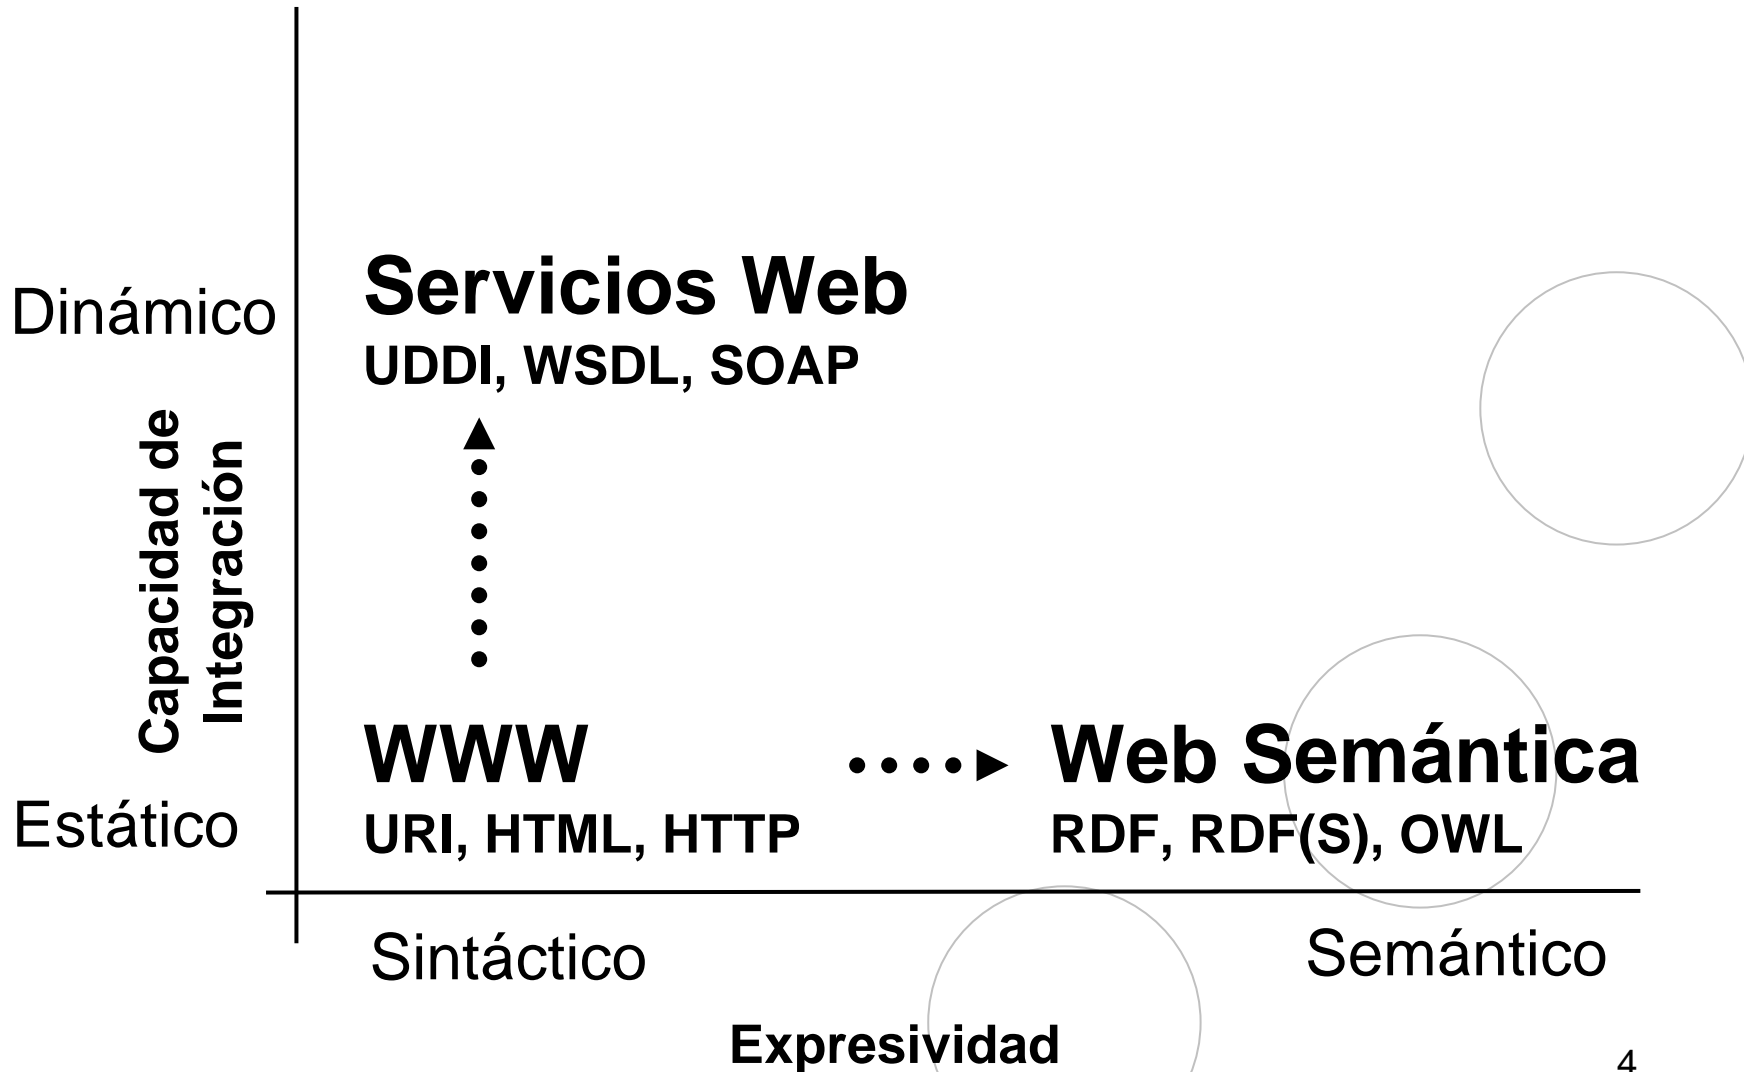 Servicios Web
Dinámico
UDDI, WSDL, SOAP
Capacidad de
Integración
WWW
Web Semántica
Estático
URI, HTML, HTTP
RDF, RDF(S), OWL
Sintáctico
Semántico
Expresividad
4